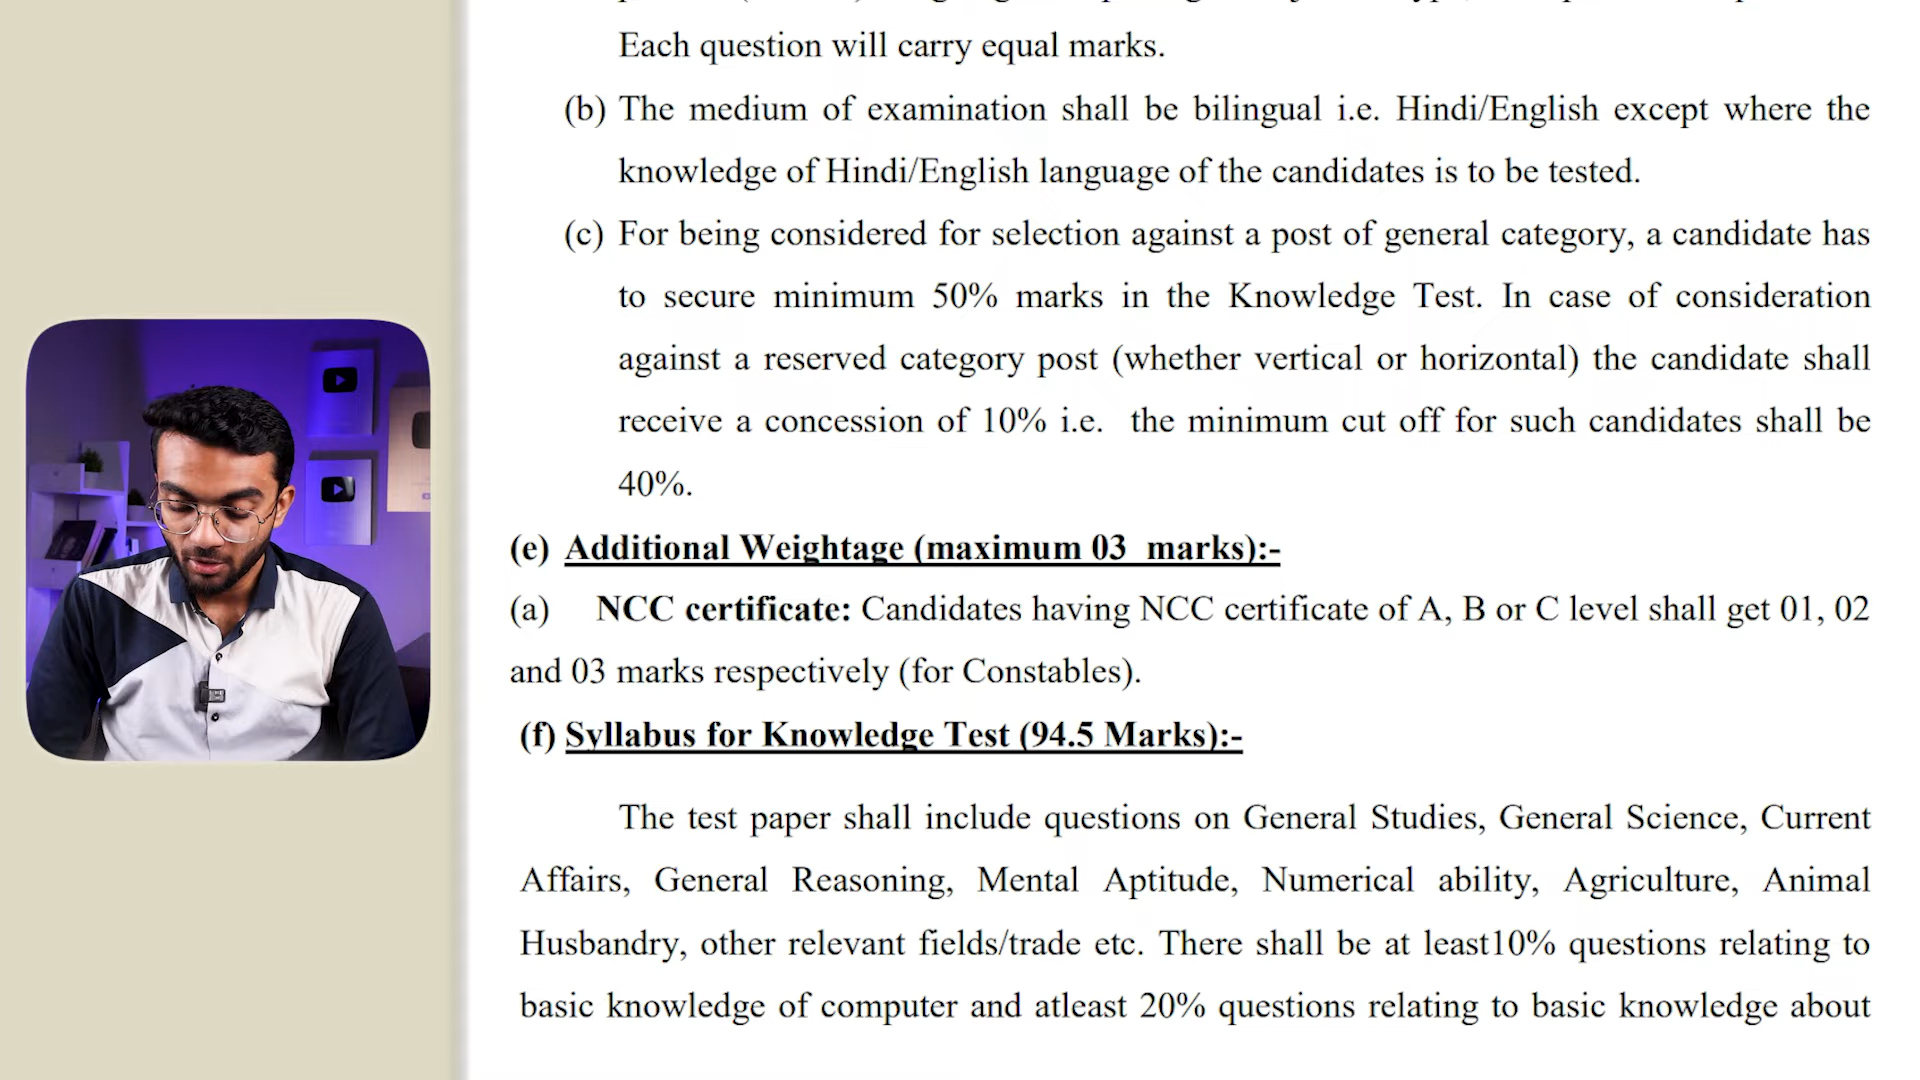 Each question will carry equal marks.
(b) The medium of examination shall be bilingual i.e. Hindi/English except where the
knowledge of Hindi/English language of the candidates is to be tested.
(c) For being considered for selection against a post of general category, a candidate has
to secure minimum 50% marks in the Knowledge Test. In case of consideration
against a reserved category post (whether vertical or horizontal) the candidate shall
receive a concession of 10% i.e. the minimum cut off for such candidates shall be
40%.
(e) Additional Weightage (maximum 03 marks):-
(a) NCC certificate: Candidates having NCC certificate of A, B or C level shall get 01, 02
and 03 marks respectively (for Constables).
(f) Syllabus for Knowledge Test (94.5 Marks):-
The test paper shall include questions on General Studies, General Science, Current
Affairs, General Reasoning, Mental Aptitude, Numerical ability, Agriculture, Animal
Husbandry, other relevant fields/trade etc. There shall be at least10% questions relating to
basic knowledge of computer and atleast 20% questions relating to basic knowledge about